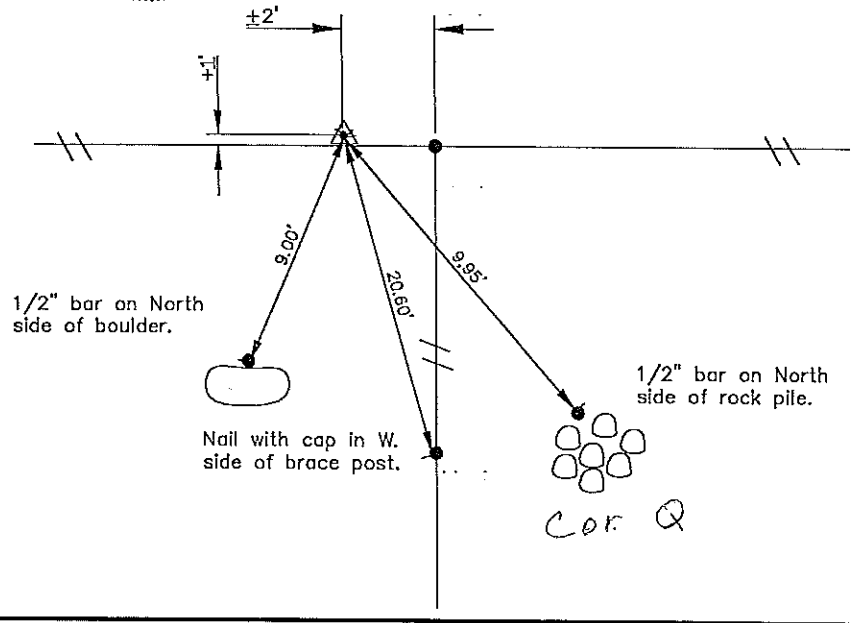 ±2'
±1'
9.00'
20.60'
9.95'
1/2" bar on North
side of boulder.
1/2" bar on North
side of rock pile.
Nail with cap in W.
side of brace post.
Cor. Q